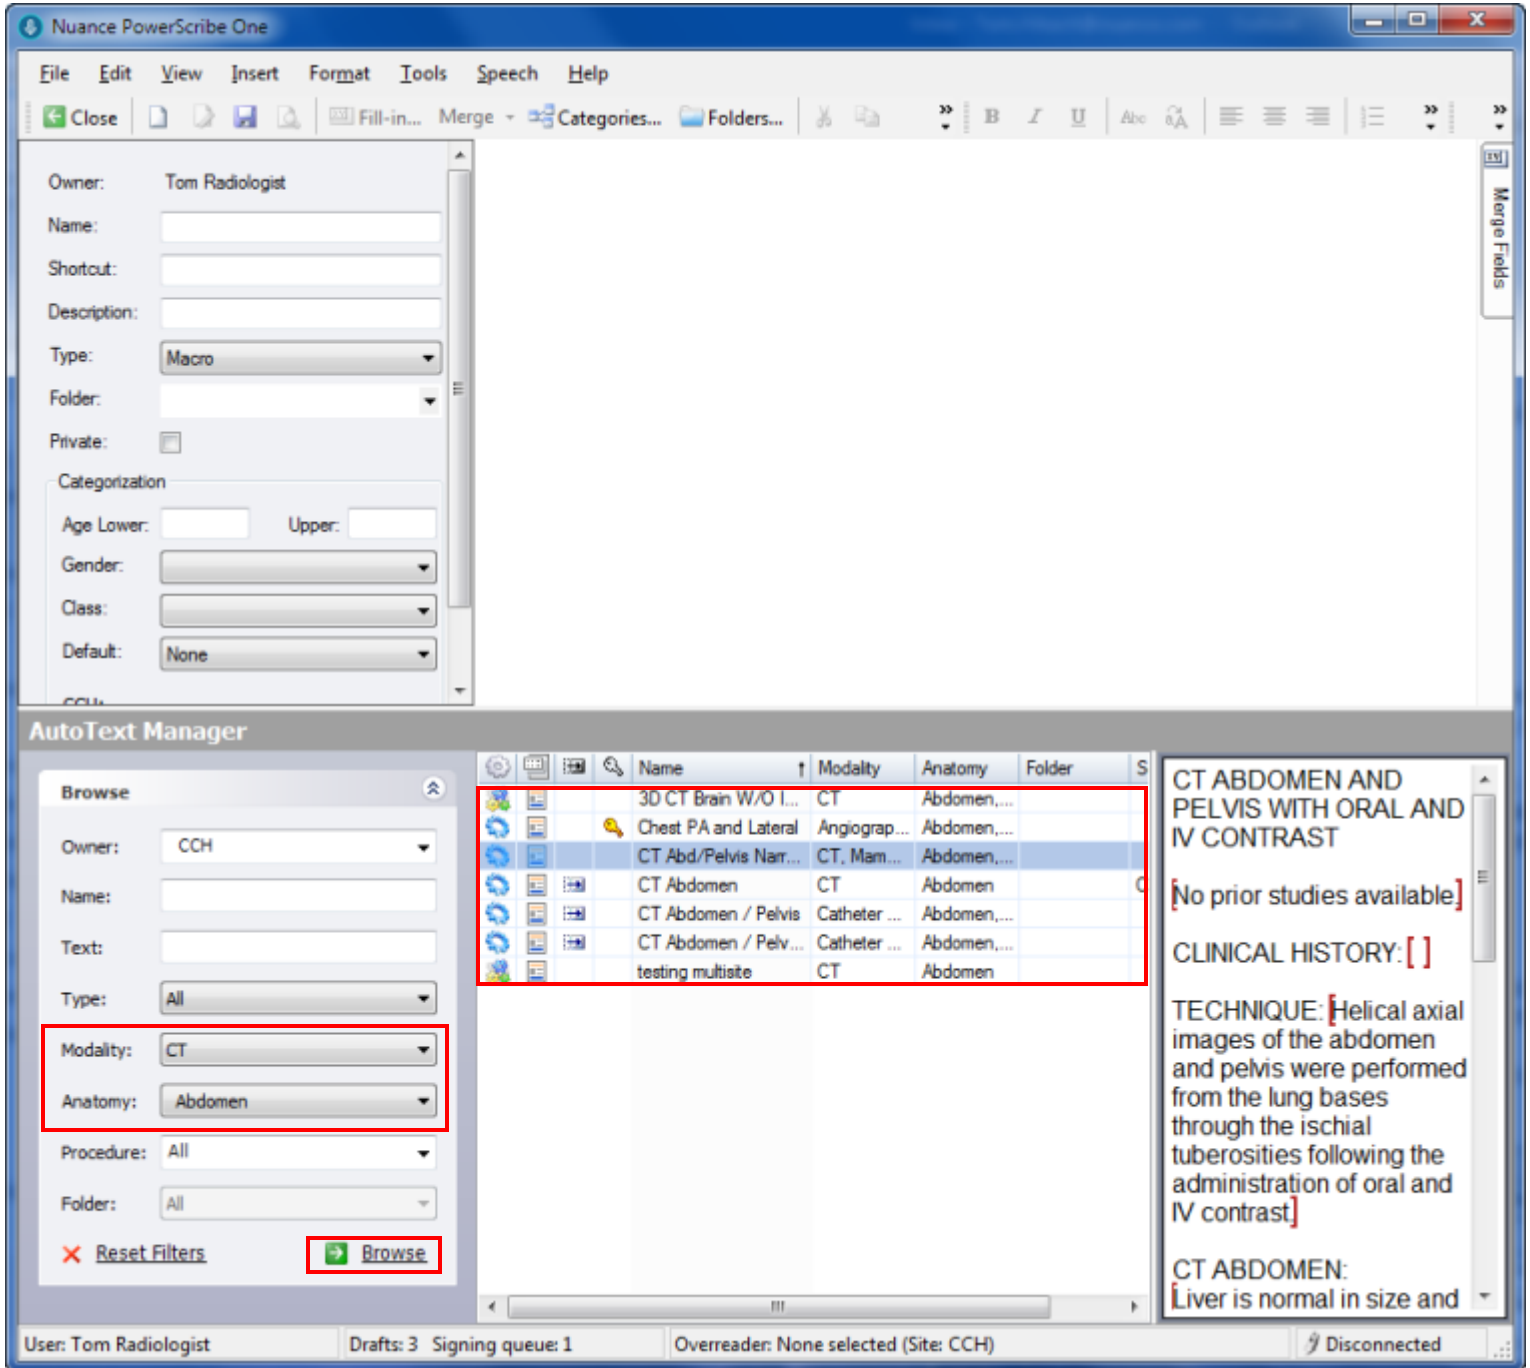 Nuance PowerScribe One
File Edit View Insert Format Tools Speech Help
Close Fill-in... Merge Categories... Folders... B I U Abc
Owner: Tom Radiologist
Name:
Shortcut:
Description:
Type: Macro
Folder:
Private:
Categorization
Age Lower: Upper:
Gender:
Class:
Default: None
Merge Fields
AutoText Manager
Browse
Owner: CCH
Name:
Text:
Type: All
Modality: CT
Anatomy: Abdomen
Procedure: All
Folder: All
Reset Filters Browse
Name Modality Anatomy Folder S
3D CT Brain W/O I... CT Abdomen,...
Chest PA and Lateral Angiograp... Abdomen,...
CT Abd/Pelvis Narr... CT, Mam... Abdomen,...
CT Abdomen CT Abdomen
CT Abdomen / Pelvis Catheter ... Abdomen,...
CT Abdomen / Pelv... Catheter ... Abdomen,...
testing multisite CT Abdomen
CT ABDOMEN AND
PELVIS WITH ORAL AND
IV CONTRAST
[No prior studies available.]
CLINICAL HISTORY: [ ]
TECHNIQUE: [Helical axial
images of the abdomen
and pelvis were performed
from the lung bases
through the ischial
tuberosities following the
administration of oral and
IV contrast.]
CT ABDOMEN:
[Liver is normal in size and
User: Tom Radiologist Drafts: 3 Signing queue: 1 Overreader: None selected (Site: CCH) Disconnected